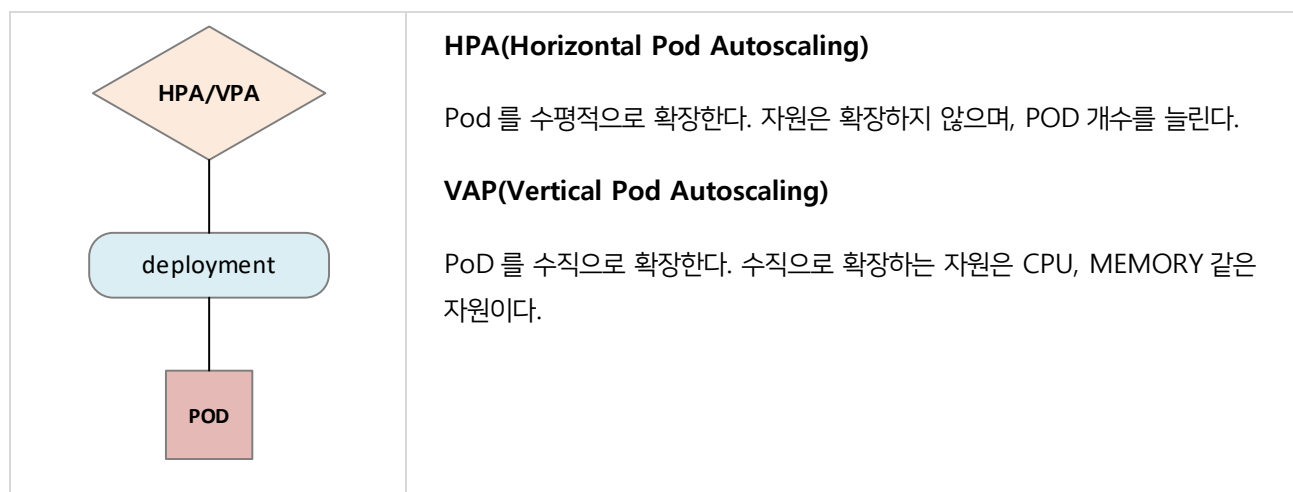 HPA/VPA
deployment
POD
HPA(Horizontal Pod Autoscaling)
Pod 를 수평적으로 확장한다. 자원은 확장하지 않으며, POD 개수를 늘린다.
VAP(Vertical Pod Autoscaling)
PoD 를 수직으로 확장한다. 수직으로 확장하는 자원은 CPU, MEMORY 같은
자원이다.